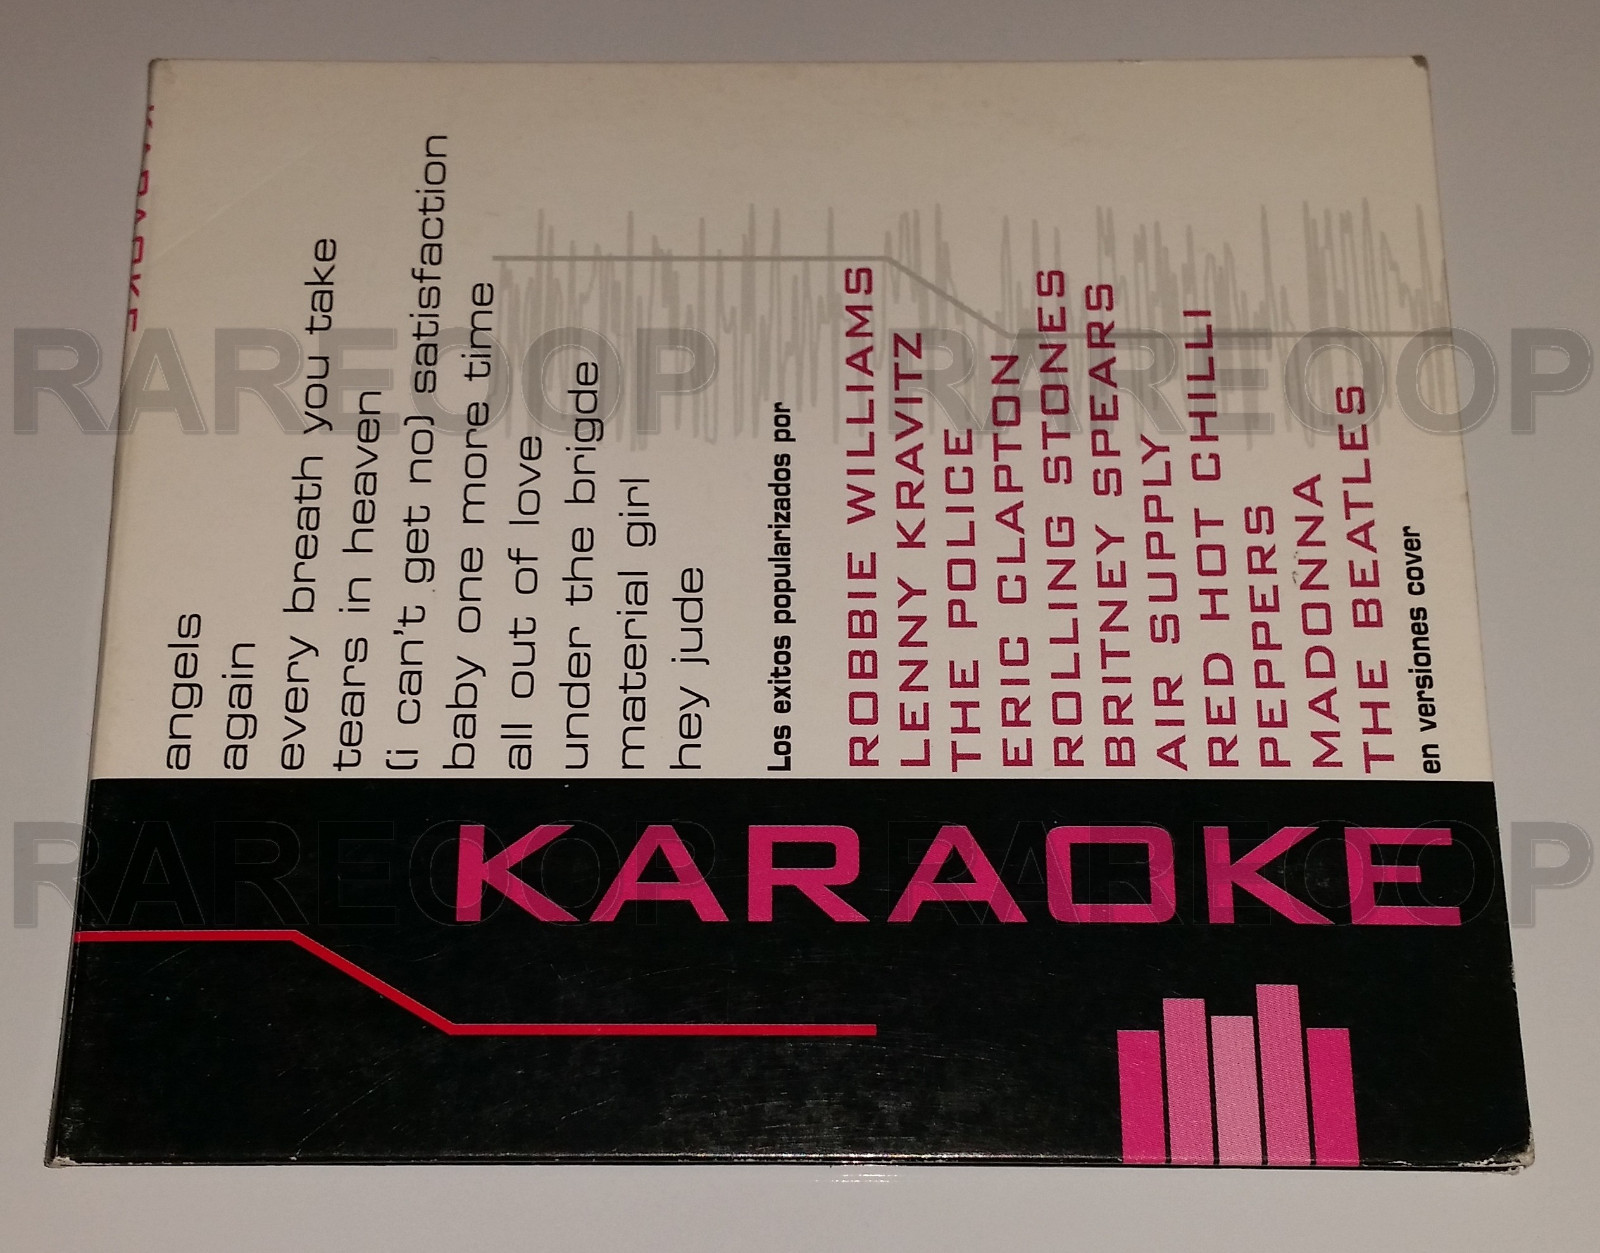 KARAOKE
angels
again
every breath you take
tears in heaven
(i can't get no) satisfaction
baby one more time
all out of love
under the brigde
material girl
hey jude
Los exitos popularizados por
ROBBIE WILLIAMS
LENNY KRAVITZ
THE POLICE
ERIC CLAPTON
ROLLING STONES
BRITNEY SPEARS
AIR SUPPLY
RED HOT CHILLI
PEPPERS
MADONNA
THE BEATLES
en versiones cover
KARAOKE
RAREOOP
RAREOOP
RAREOOP
RAREOOP